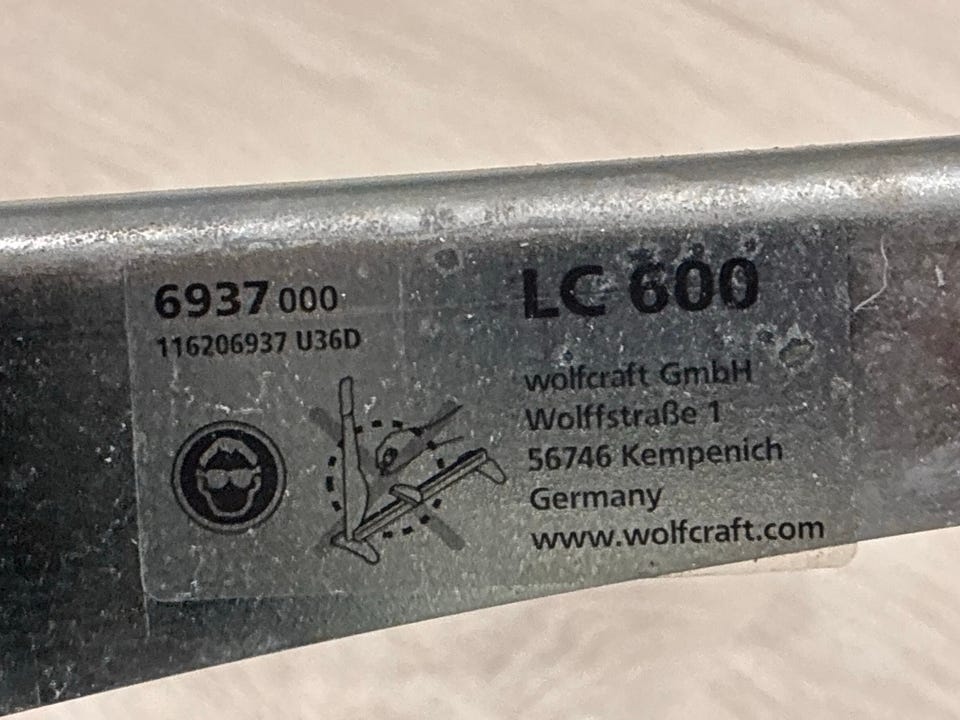 6937 000
116206937 U36D
LC 600
wolfcraft GmbH
Wolffstraße 1
56746 Kempenich
Germany
www.wolfcraft.com